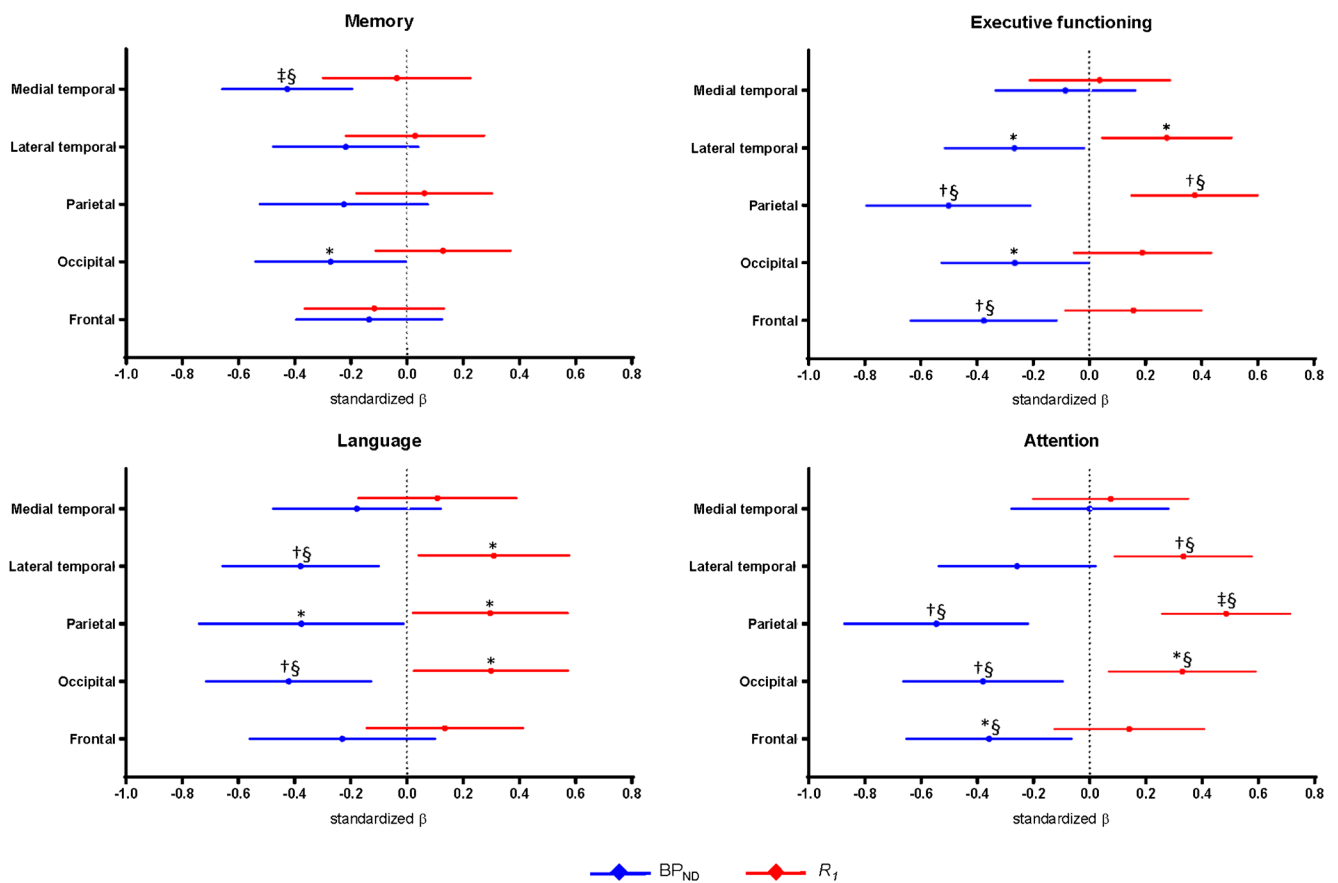 Memory
‡§
Medial temporal
Lateral temporal
Parietal
*
Occipital
Frontal
-1.0 -0.8 -0.6 -0.4 -0.2 0.0 0.2 0.4 0.6 0.8
standardized β
Executive functioning
Medial temporal
* *
Lateral temporal
†§ †§
Parietal
*
Occipital
†§
Frontal
-1.0 -0.8 -0.6 -0.4 -0.2 0.0 0.2 0.4 0.6 0.8
standardized β
Language
Medial temporal
†§ *
Lateral temporal
* *
Parietal
†§ *
Occipital
Frontal
-1.0 -0.8 -0.6 -0.4 -0.2 0.0 0.2 0.4 0.6 0.8
standardized β
Attention
Medial temporal
†§
Lateral temporal
†§ ‡§
Parietal
†§ *§
Occipital
*§
Frontal
-1.0 -0.8 -0.6 -0.4 -0.2 0.0 0.2 0.4 0.6 0.8
standardized β
BPND R1